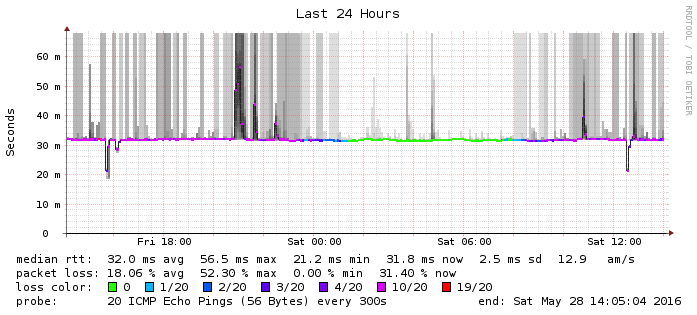 Last 24 Hours
RRDTOOL / TOBI OETIKER
Seconds
60 m
50 m
40 m
30 m
20 m
10 m
0
Fri 18:00 Sat 00:00 Sat 06:00 Sat 12:00
median rtt: 32.0 ms avg 56.5 ms max 21.2 ms min 31.8 ms now 2.5 ms sd 12.9 am/s
packet loss: 18.06 % avg 52.30 % max 0.00 % min 31.40 % now
loss color: 0 1/20 2/20 3/20 4/20 10/20 19/20
probe: 20 ICMP Echo Pings (56 Bytes) every 300s end: Sat May 28 14:05:04 2016